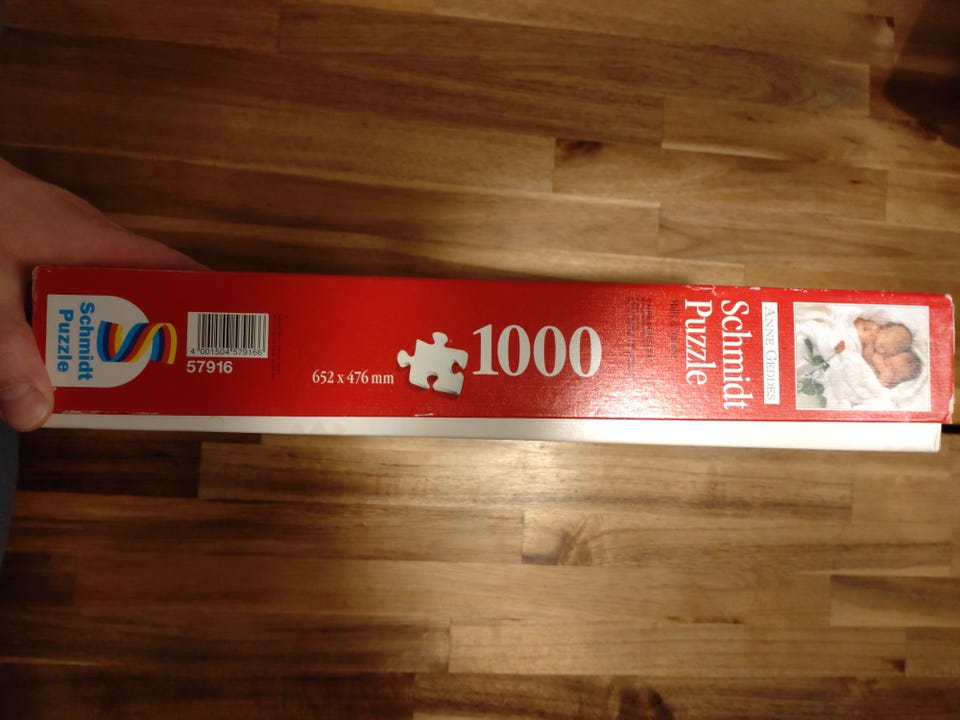 Schmidt
Puzzle
4 001504 579166
57916
652 x 476 mm
1000
Schmidt
Puzzle
ANNE GEDDES